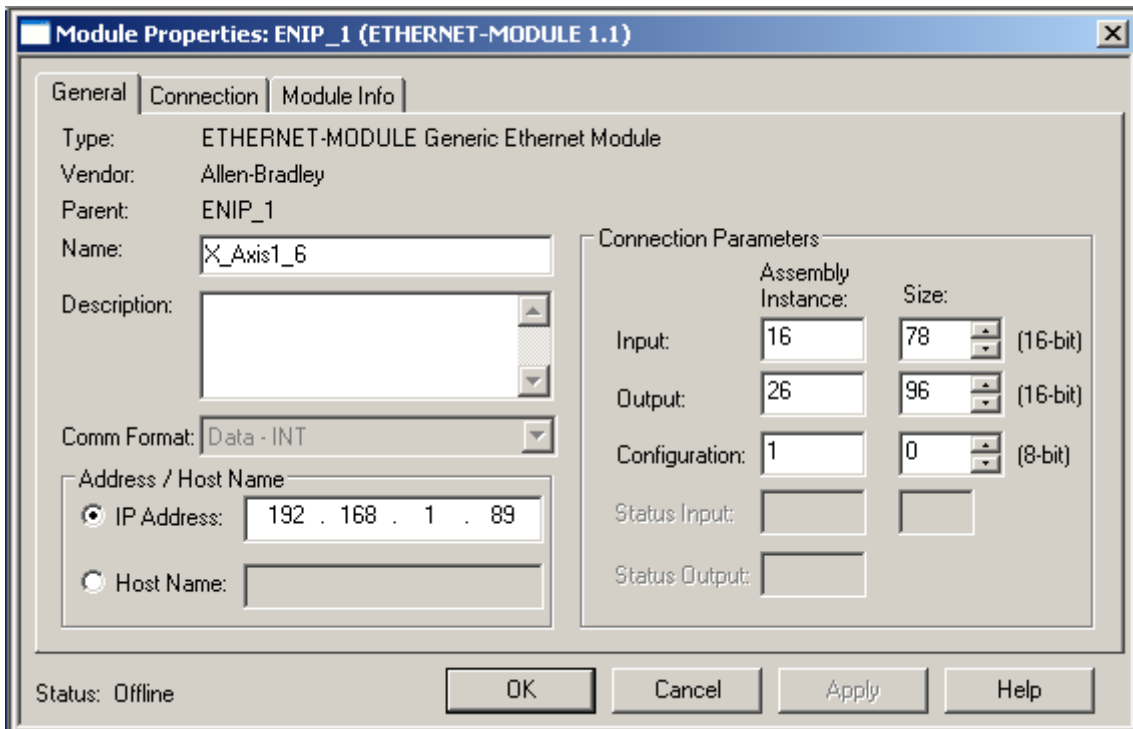 Module Properties: ENIP_1 (ETHERNET-MODULE 1.1)
General Connection Module Info
Type: ETHERNET-MODULE Generic Ethernet Module
Vendor: Allen-Bradley
Parent: ENIP_1
Name: X_Axis1_6
Description:
Comm Format: Data - INT
Address / Host Name
IP Address: 192 . 168 . 1 . 89
Host Name:
Connection Parameters
Assembly Instance: Size:
Input: 16 78 (16-bit)
Output: 26 96 (16-bit)
Configuration: 1 0 (8-bit)
Status Input:
Status Output:
Status: Offline
OK Cancel Apply Help